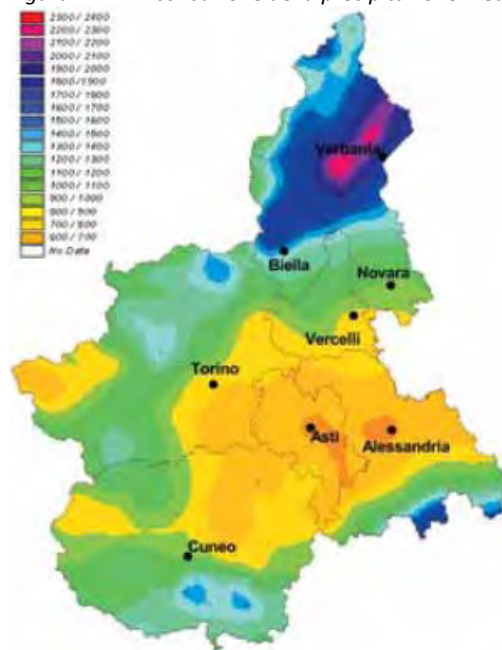 2300 / 2400
2200 / 2300
2100 / 2200
2000 / 2100
1900 / 2000
1800/1900
1700 / 1800
1600 / 1700
1500 / 1600
1400 / 1500
1300 / 1400
1200 / 1300
1100 / 1200
1000 / 1100
900 / 1000
800 / 900
700 / 800
600 / 700
No Data
Verbania
Biella
Novara
Vercelli
Torino
Asti
Alessandria
Cuneo